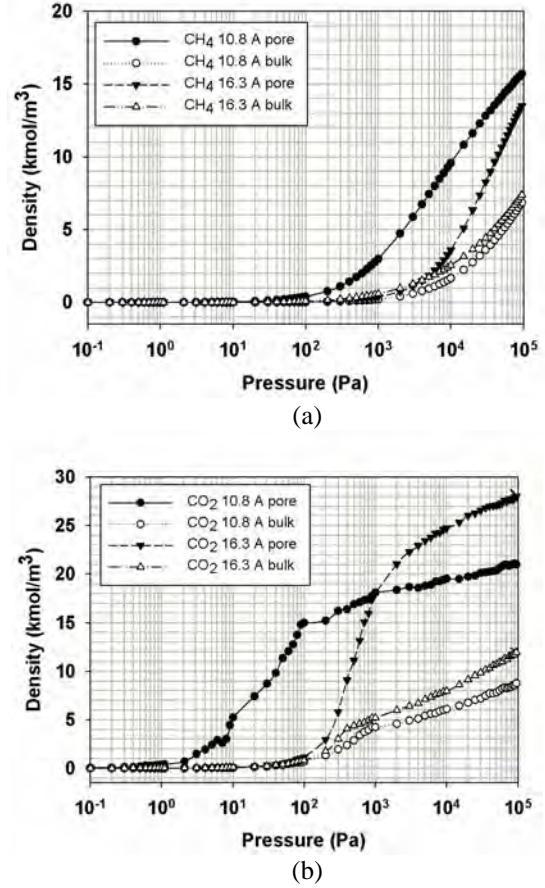 20
15
10
5
0
Density (kmol/m³)
CH₄ 10.8 A pore
CH₄ 10.8 A bulk
CH₄ 16.3 A pore
CH₄ 16.3 A bulk
10⁻¹ 10⁰ 10¹ 10² 10³ 10⁴ 10⁵
Pressure (Pa)
(a)
30
25
20
15
10
5
0
Density (kmol/m³)
CO₂ 10.8 A pore
CO₂ 10.8 A bulk
CO₂ 16.3 A pore
CO₂ 16.3 A bulk
10⁻¹ 10⁰ 10¹ 10² 10³ 10⁴ 10⁵
Pressure (Pa)
(b)